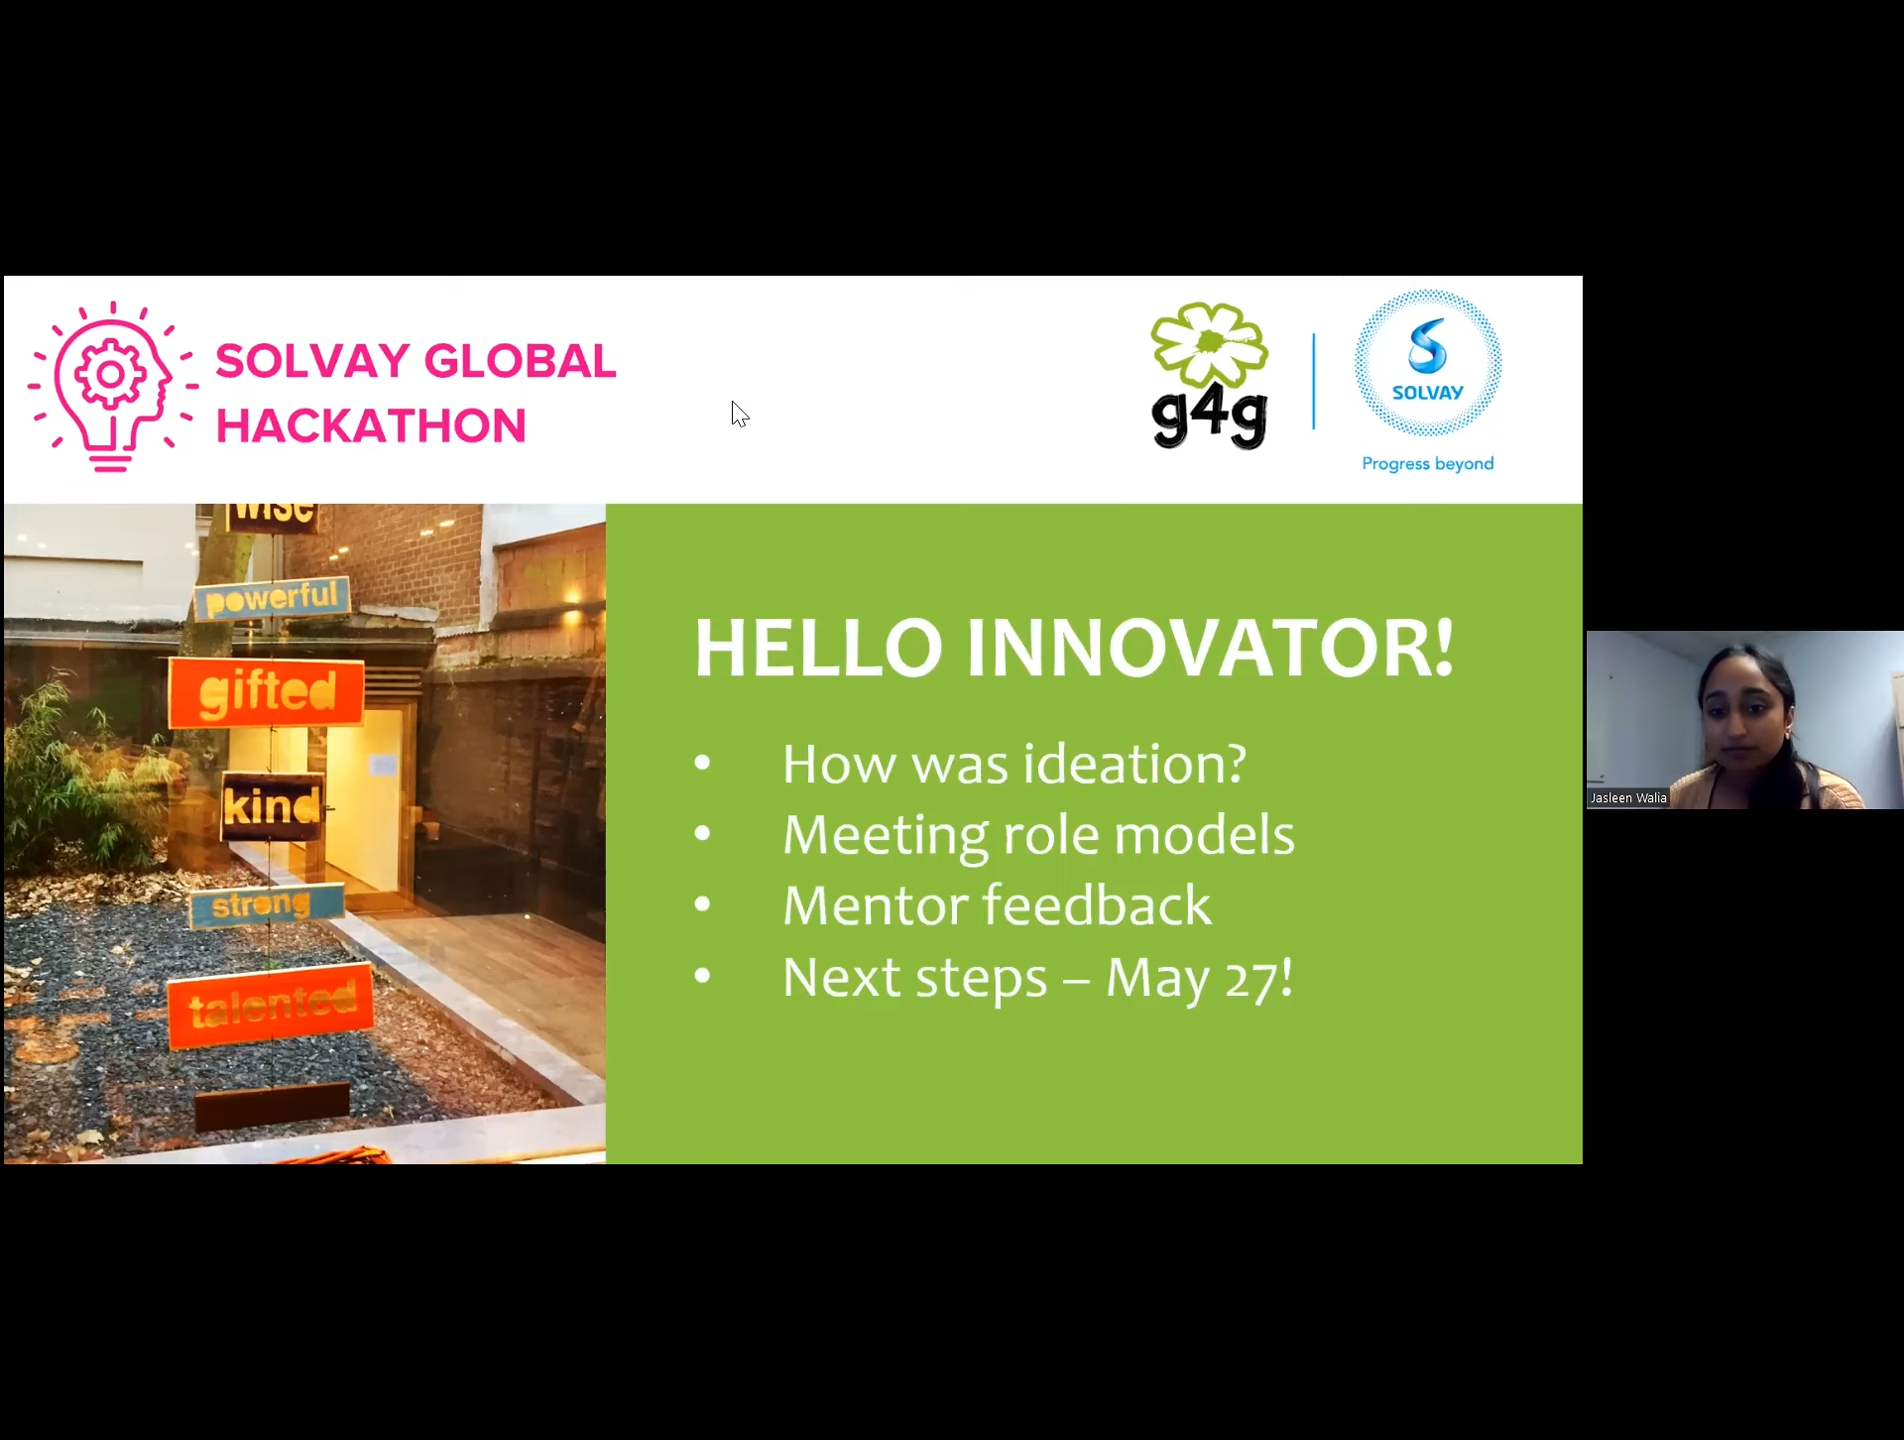 SOLVAY GLOBAL
HACKATHON
g4g
SOLVAY
Progress beyond
wise
powerful
gifted
kind
strong
talented
HELLO INNOVATOR!
• How was ideation?
• Meeting role models
• Mentor feedback
• Next steps – May 27!
Jasleen Walia